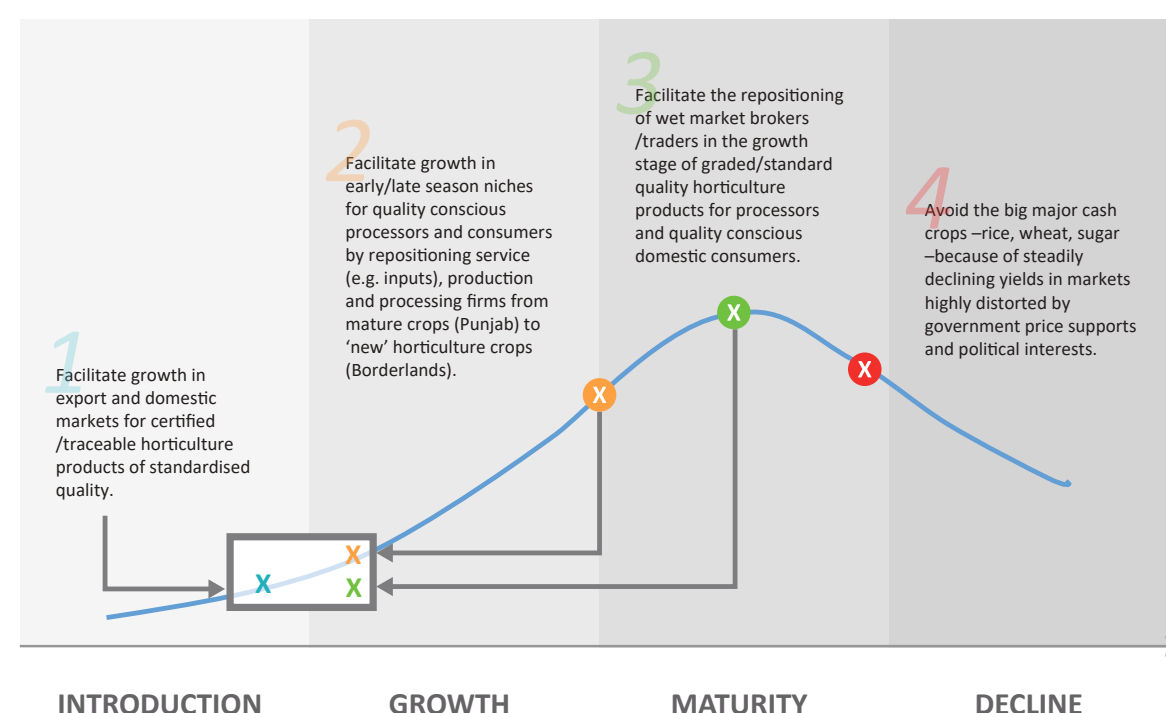 1
Facilitate growth in
export and domestic
markets for certified
/traceable horticulture
products of standardised
quality.
2
Facilitate growth in
early/late season niches
for quality conscious
processors and consumers
by repositioning service
(e.g. inputs), production
and processing firms from
mature crops (Punjab) to
‘new’ horticulture crops
(Borderlands).
3
Facilitate the repositioning
of wet market brokers
/traders in the growth
stage of graded/standard
quality horticulture
products for processors
and quality conscious
domestic consumers.
4
Avoid the big major cash
crops –rice, wheat, sugar
–because of steadily
declining yields in markets
highly distorted by
government price supports
and political interests.
X
X
X
X
X
X
INTRODUCTION
GROWTH
MATURITY
DECLINE